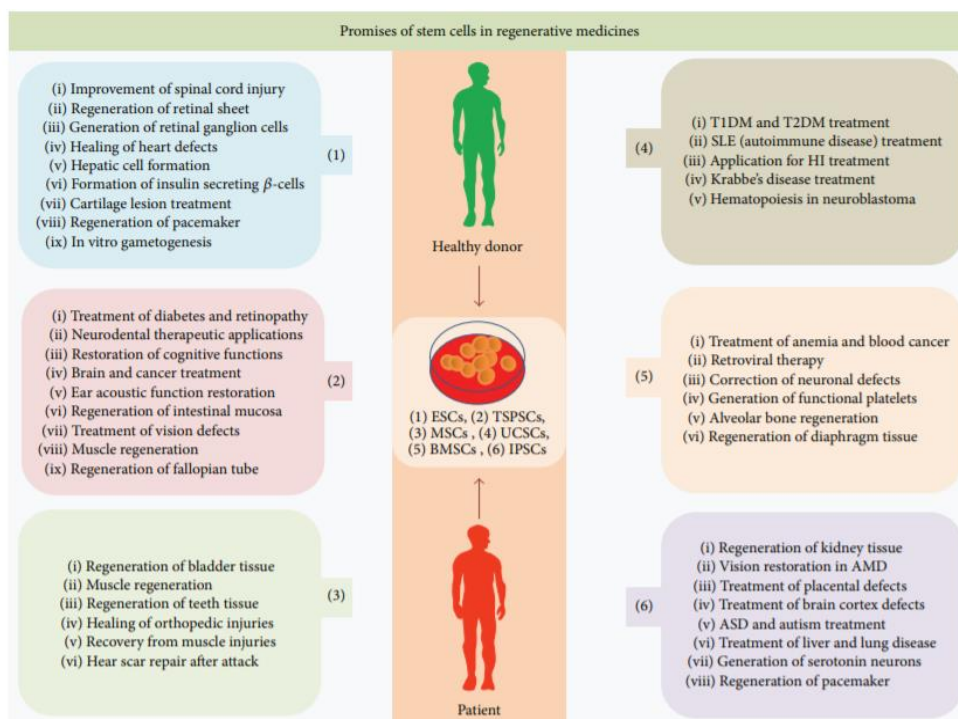 Promises of stem cells in regenerative medicines
(i) Improvement of spinal cord injury
(ii) Regeneration of retinal sheet
(iii) Generation of retinal ganglion cells
(iv) Healing of heart defects
(v) Hepatic cell formation
(vi) Formation of insulin secreting β-cells
(vii) Cartilage lesion treatment
(viii) Regeneration of pacemaker
(ix) In vitro gametogenesis
(1)
(i) Treatment of diabetes and retinopathy
(ii) Neurodental therapeutic applications
(iii) Restoration of cognitive functions
(iv) Brain and cancer treatment
(v) Ear acoustic function restoration
(vi) Regeneration of intestinal mucosa
(vii) Treatment of vision defects
(viii) Muscle regeneration
(ix) Regeneration of fallopian tube
(2)
(i) Regeneration of bladder tissue
(ii) Muscle regeneration
(iii) Regeneration of teeth tissue
(iv) Healing of orthopedic injuries
(v) Recovery from muscle injuries
(vi) Hear scar repair after attack
(3)
Healthy donor
(1) ESCs, (2) TSPSCs,
(3) MSCs , (4) UCSCs,
(5) BMSCs , (6) IPSCs
Patient
(4)
(i) T1DM and T2DM treatment
(ii) SLE (autoimmune disease) treatment
(iii) Application for HI treatment
(iv) Krabbe's disease treatment
(v) Hematopoiesis in neuroblastoma
(5)
(i) Treatment of anemia and blood cancer
(ii) Retroviral therapy
(iii) Correction of neuronal defects
(iv) Generation of functional platelets
(v) Alveolar bone regeneration
(vi) Regeneration of diaphragm tissue
(6)
(i) Regeneration of kidney tissue
(ii) Vision restoration in AMD
(iii) Treatment of placental defects
(iv) Treatment of brain cortex defects
(v) ASD and autism treatment
(vi) Treatment of liver and lung disease
(vii) Generation of serotonin neurons
(viii) Regeneration of pacemaker